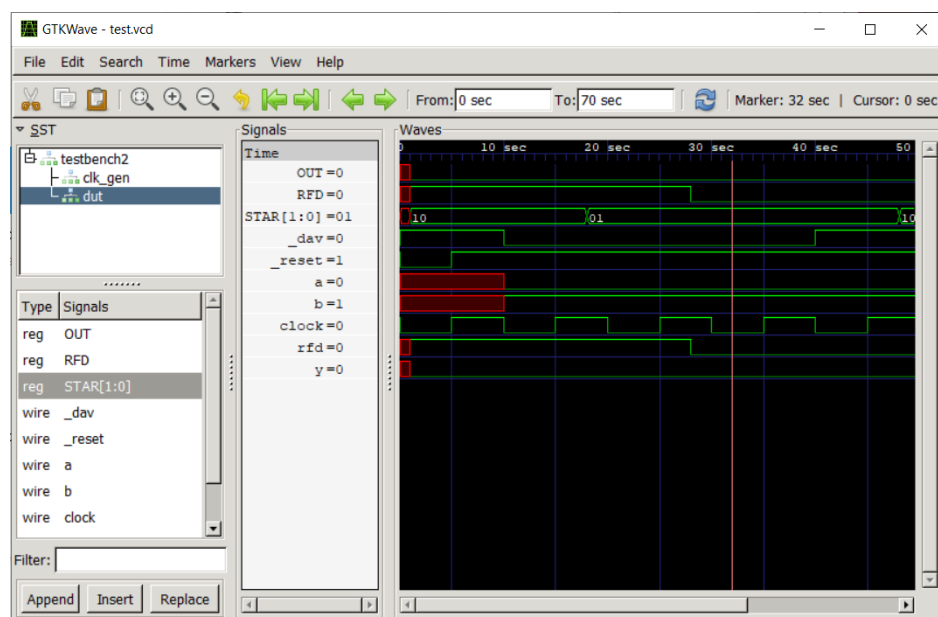 GTKWave - test.vcd
File Edit Search Time Markers View Help
From: 0 sec To: 70 sec Marker: 32 sec | Cursor: 0 sec
SST
testbench2
clk_gen
dut
Type Signals
reg OUT
reg RFD
reg STAR[1:0]
wire _dav
wire _reset
wire a
wire b
wire clock
Filter:
Append Insert Replace
Signals
Time
OUT=0
RFD=0
STAR[1:0]=01
_dav=0
_reset=1
a=0
b=1
clock=0
rfd=0
y=0
Waves
10 sec 20 sec 30 sec 40 sec 50
10 01 10